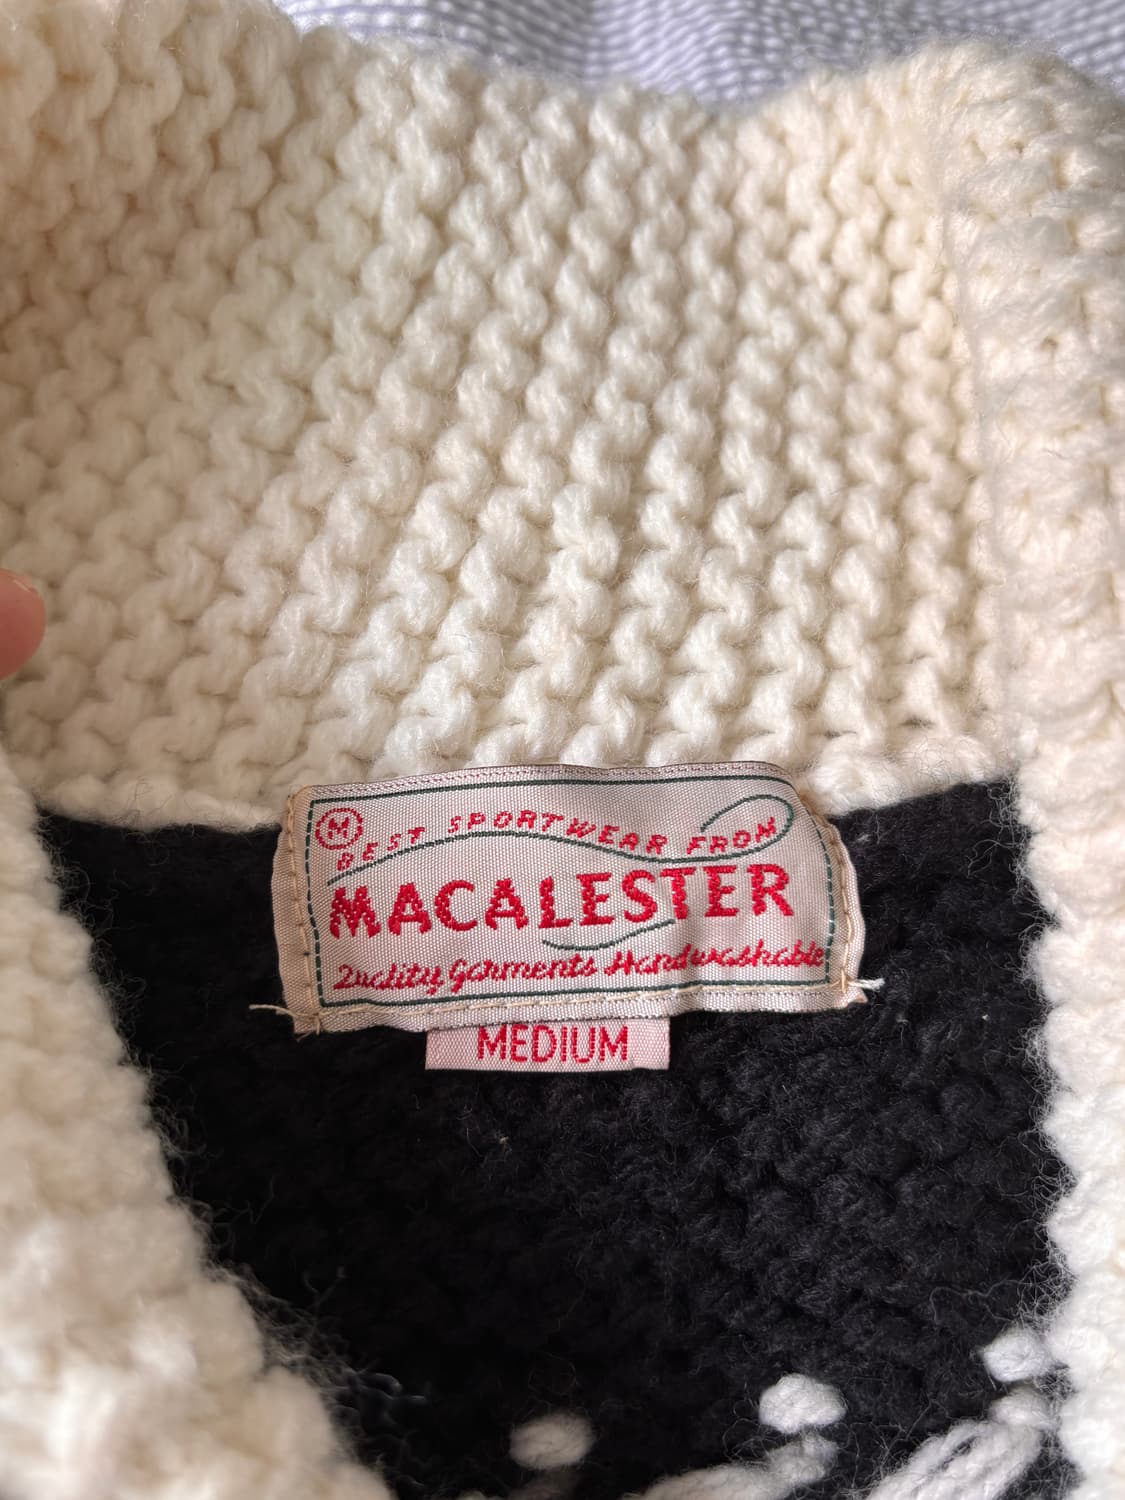 M
BEST SPORTWEAR FROM
MACALESTER
Quality Garments Handwashable
MEDIUM